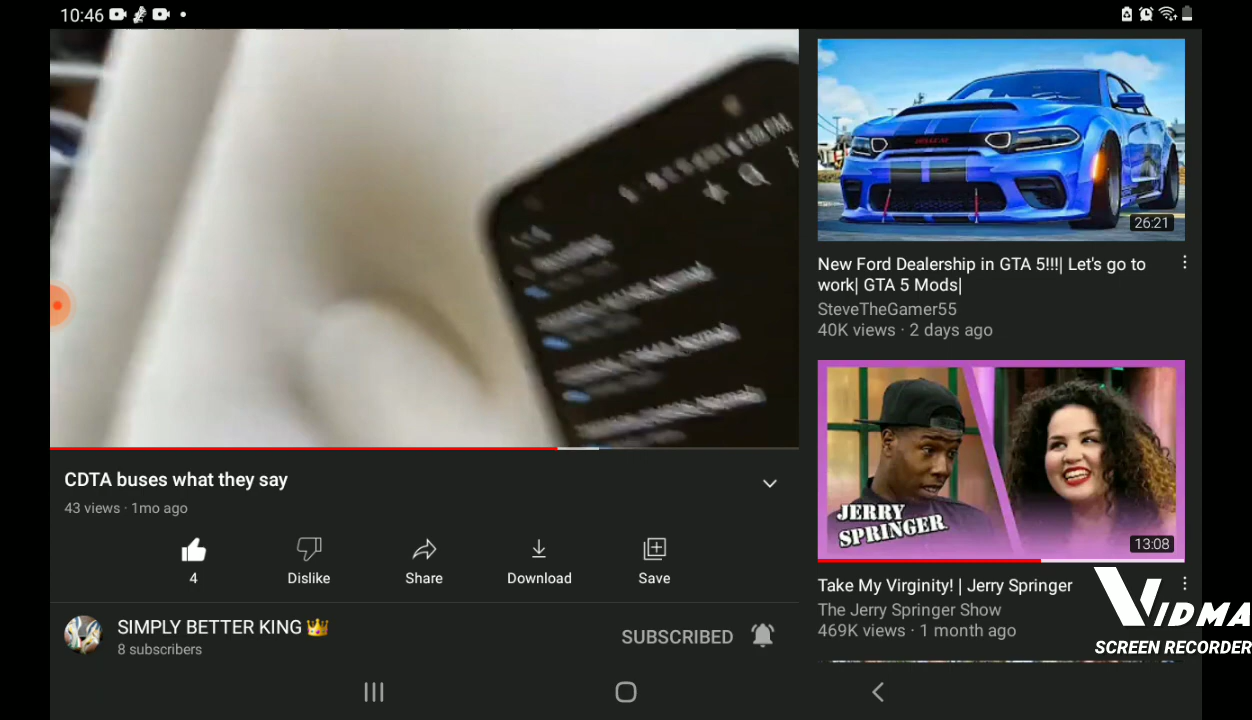 10:46
26:21
New Ford Dealership in GTA 5!!!| Let's go to
work| GTA 5 Mods|
SteveTheGamer55
40K views · 2 days ago
JERRY
SPRINGER
13:08
Take My Virginity! | Jerry Springer
The Jerry Springer Show
469K views · 1 month ago
CDTA buses what they say
43 views · 1mo ago
4
Dislike
Share
Download
Save
SIMPLY BETTER KING 👑
8 subscribers
SUBSCRIBED
VIDMA
SCREEN RECORDER